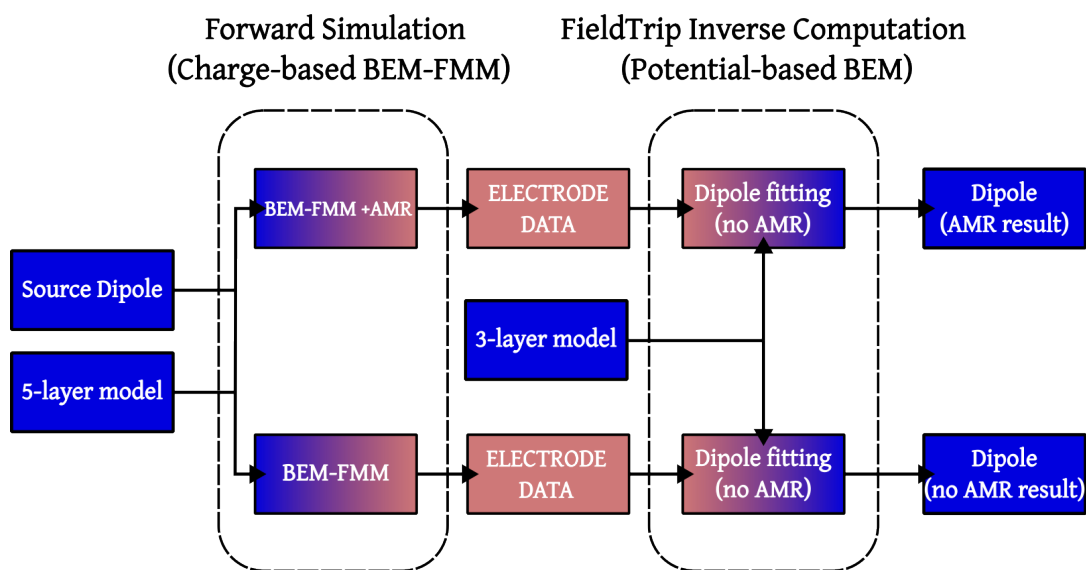 Forward Simulation
(Charge-based BEM-FMM)
FieldTrip Inverse Computation
(Potential-based BEM)
BEM-FMM +AMR
ELECTRODE
DATA
Dipole fitting
(no AMR)
Dipole
(AMR result)
Source Dipole
3-layer model
5-layer model
BEM-FMM
ELECTRODE
DATA
Dipole fitting
(no AMR)
Dipole
(no AMR result)